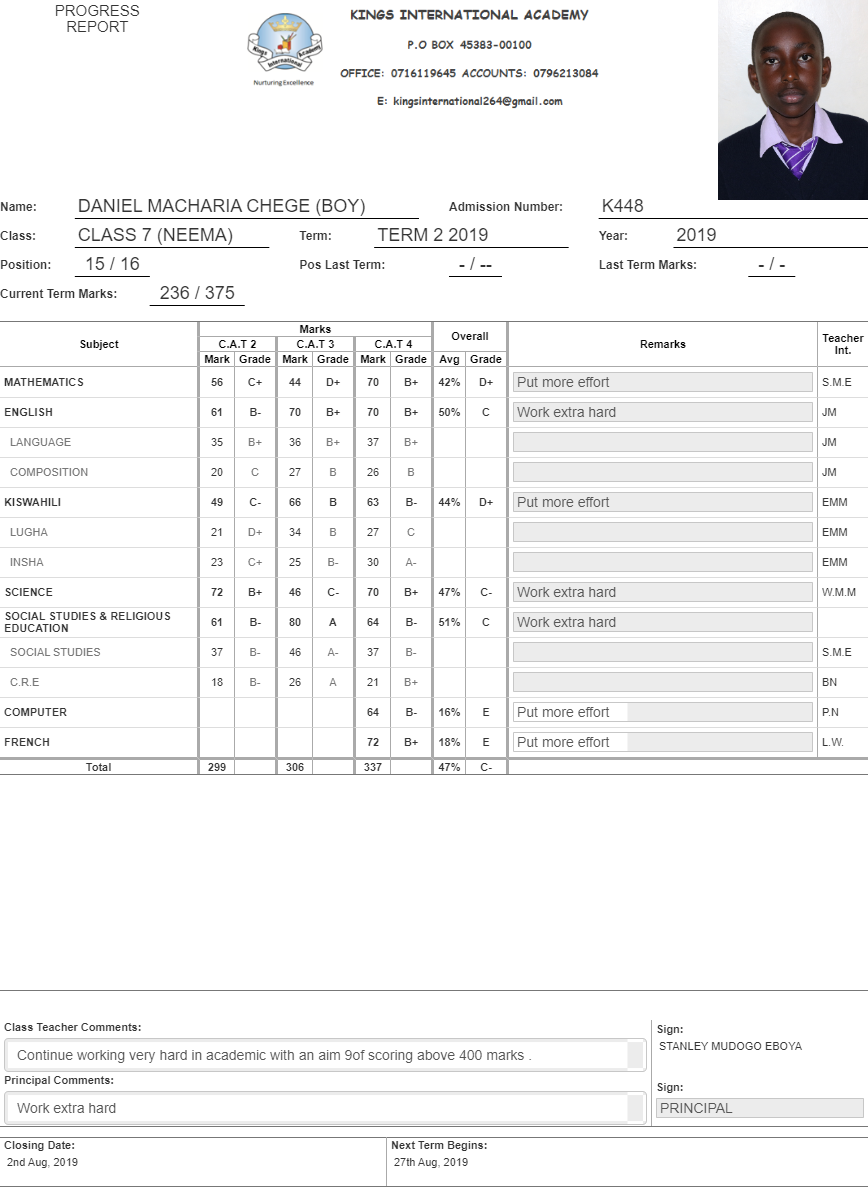 PROGRESS
REPORT
KINGS INTERNATIONAL ACADEMY
P.O BOX 45383-00100
OFFICE: 0716119645 ACCOUNTS: 0796213084
E: kingsinternational264@gmail.com
Kings Academy
International
Nurturing Excellence
Name: DANIEL MACHARIA CHEGE (BOY) Admission Number: K448
Class: CLASS 7 (NEEMA) Term: TERM 2 2019 Year: 2019
Position: 15 / 16 Pos Last Term: - / -- Last Term Marks: - / -
Current Term Marks: 236 / 375
Subject Marks Overall Remarks Teacher Int.
C.A.T 2 C.A.T 3 C.A.T 4
Mark Grade Mark Grade Mark Grade Avg Grade
MATHEMATICS 56 C+ 44 D+ 70 B+ 42% D+ Put more effort S.M.E
ENGLISH 61 B- 70 B+ 70 B+ 50% C Work extra hard JM
LANGUAGE 35 B+ 36 B+ 37 B+ JM
COMPOSITION 20 C 27 B 26 B JM
KISWAHILI 49 C- 66 B 63 B- 44% D+ Put more effort EMM
LUGHA 21 D+ 34 B 27 C EMM
INSHA 23 C+ 25 B- 30 A- EMM
SCIENCE 72 B+ 46 C- 70 B+ 47% C- Work extra hard W.M.M
SOCIAL STUDIES & RELIGIOUS
EDUCATION 61 B- 80 A 64 B- 51% C Work extra hard
SOCIAL STUDIES 37 B- 46 A- 37 B- S.M.E
C.R.E 18 B- 26 A 21 B+ BN
COMPUTER 64 B- 16% E Put more effort P.N
FRENCH 72 B+ 18% E Put more effort L.W.
Total 299 306 337 47% C-
Class Teacher Comments:
Continue working very hard in academic with an aim 9of scoring above 400 marks .
Sign:
STANLEY MUDOGO EBOYA
Principal Comments:
Work extra hard
Sign:
PRINCIPAL
Closing Date:
2nd Aug, 2019
Next Term Begins:
27th Aug, 2019